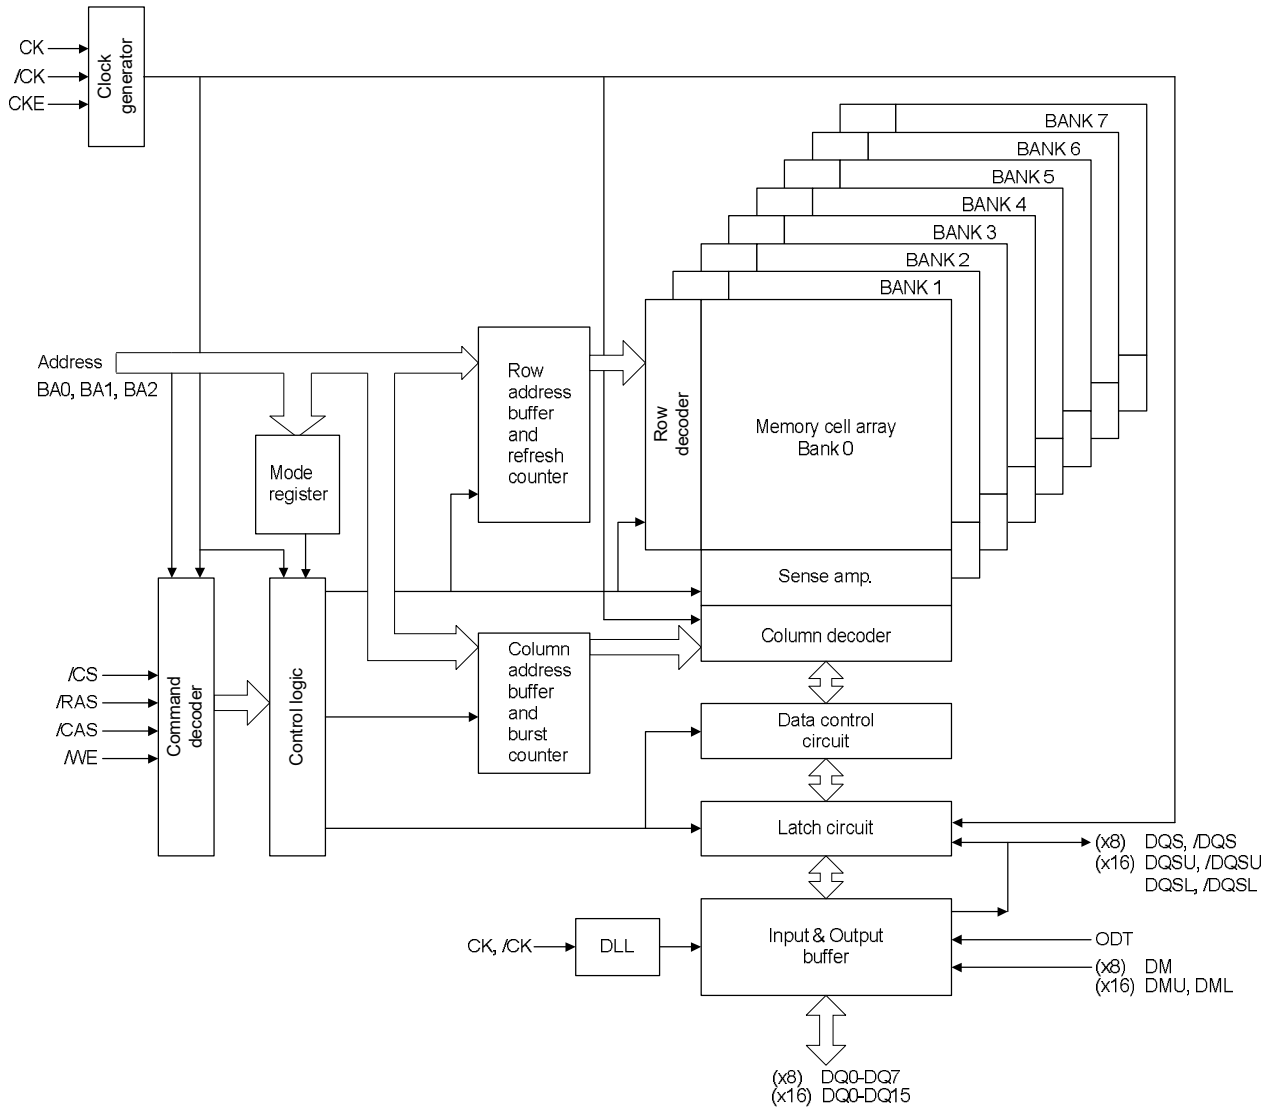 CK
/CK
CKE
Clock
generator
BANK 7
BANK 6
BANK 5
BANK 4
BANK 3
BANK 2
BANK 1
Address
BA0, BA1, BA2
Row
address
buffer
and
refresh
counter
Row
decoder
Memory cell array
Bank 0
Mode
register
Sense amp.
Column decoder
/CS
/RAS
/CAS
/WE
Command
decoder
Control logic
Column
address
buffer
and
burst
counter
Data control
circuit
Latch circuit
(x8) DQS, /DQS
(x16) DQSU, /DQSU
DQSL, /DQSL
CK, /CK
DLL
Input & Output
buffer
ODT
(x8) DM
(x16) DMU, DML
(x8) DQ0-DQ7
(x16) DQ0-DQ15